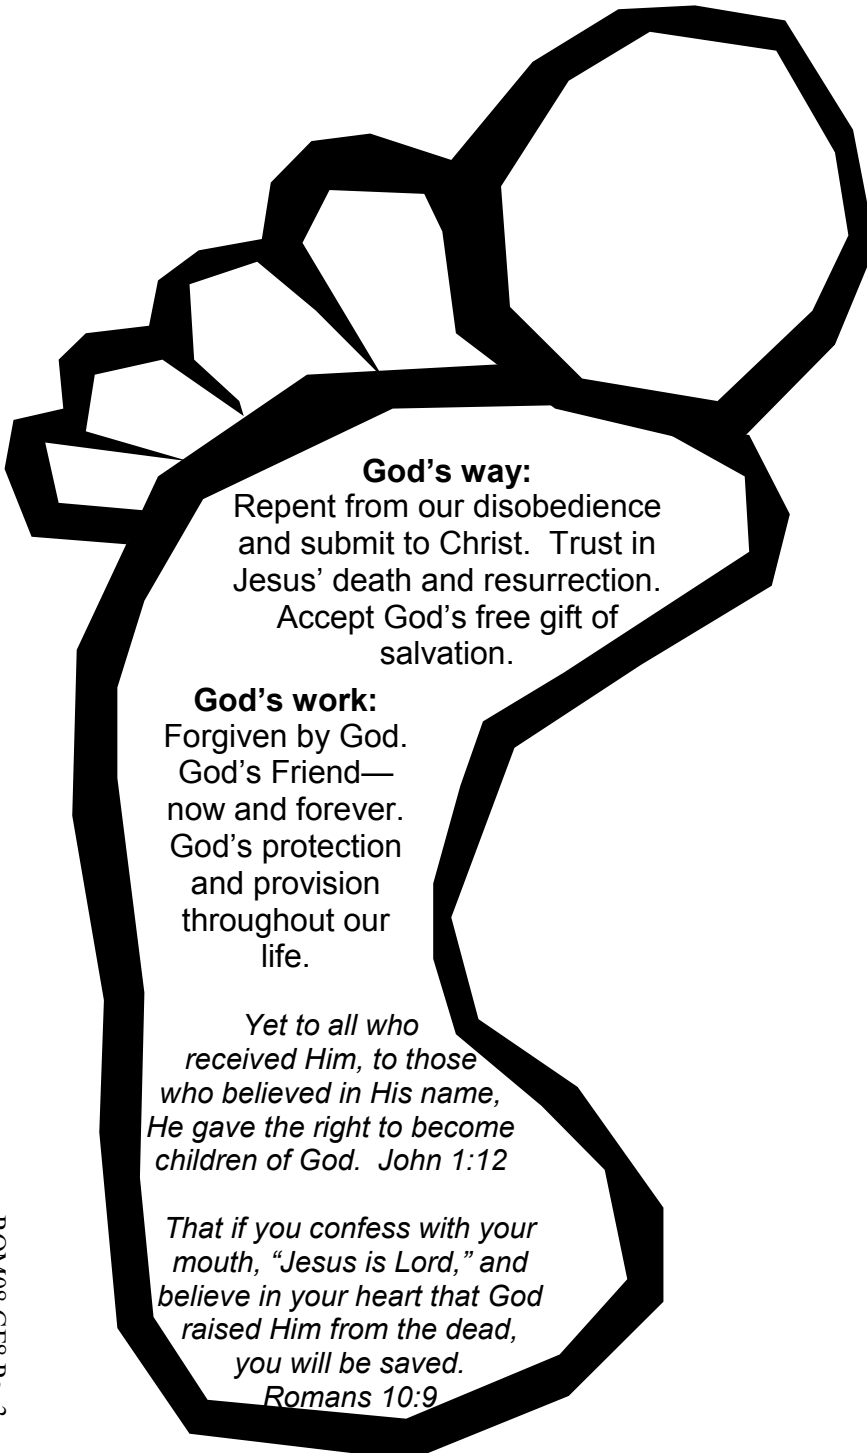 God’s way:
Repent from our disobedience
and submit to Christ.  Trust in
Jesus’ death and resurrection.
Accept God’s free gift of
salvation.
God’s work:
Forgiven by God.
God’s Friend—
now and forever.
God’s protection
and provision
throughout our
life.
Yet to all who
received Him, to those
who believed in His name,
He gave the right to become
children of God.  John 1:12
That if you confess with your
mouth, “Jesus is Lord,” and
believe in your heart that God
raised Him from the dead,
you will be saved.
Romans 10:9